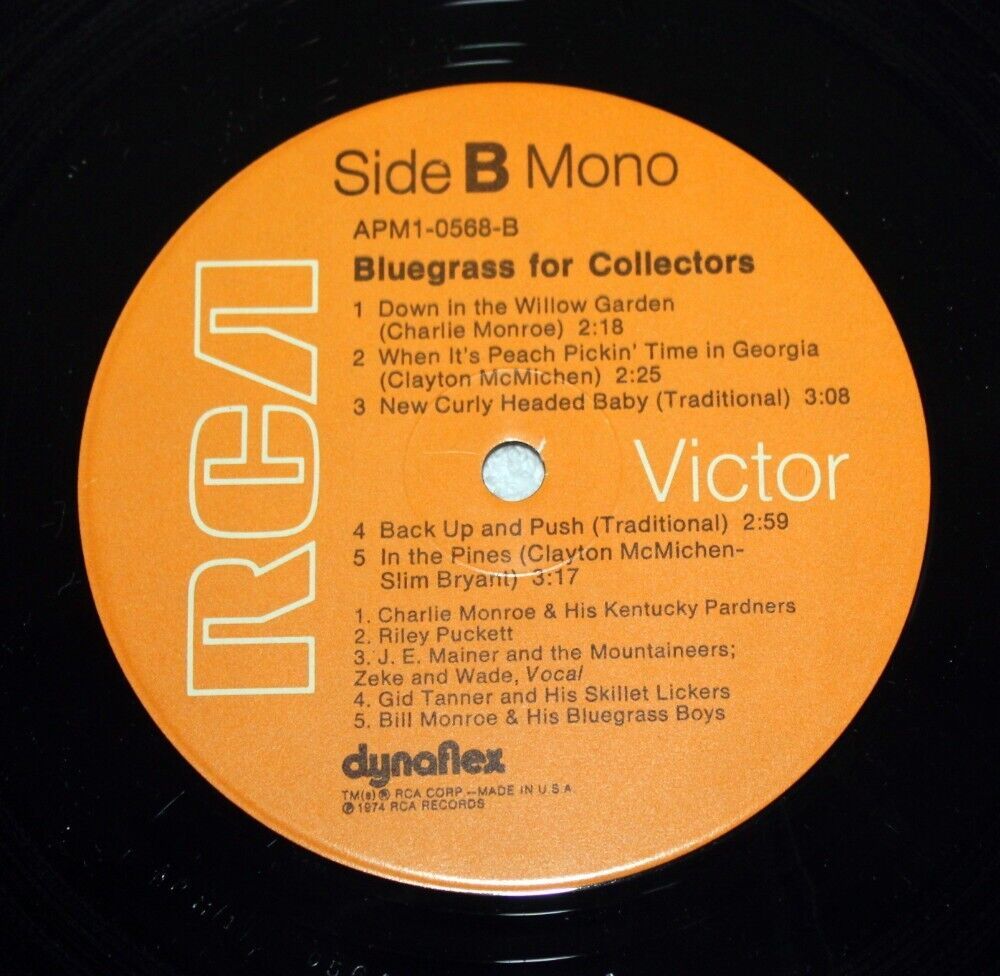 Side B Mono
APM1-0568-B
Bluegrass for Collectors
1 Down in the Willow Garden
(Charlie Monroe) 2:18
2 When It's Peach Pickin' Time in Georgia
(Clayton McMichen) 2:25
3 New Curly Headed Baby (Traditional) 3:08
RCA
Victor
4 Back Up and Push (Traditional) 2:59
5 In the Pines (Clayton McMichen-
Slim Bryant) 3:17
1. Charlie Monroe & His Kentucky Pardners
2. Riley Puckett
3. J. E. Mainer and the Mountaineers;
Zeke and Wade, Vocal
4. Gid Tanner and His Skillet Lickers
5. Bill Monroe & His Bluegrass Boys
dynaflex
TM(s) ® RCA CORP.—MADE IN U.S.A.
℗ 1974 RCA RECORDS